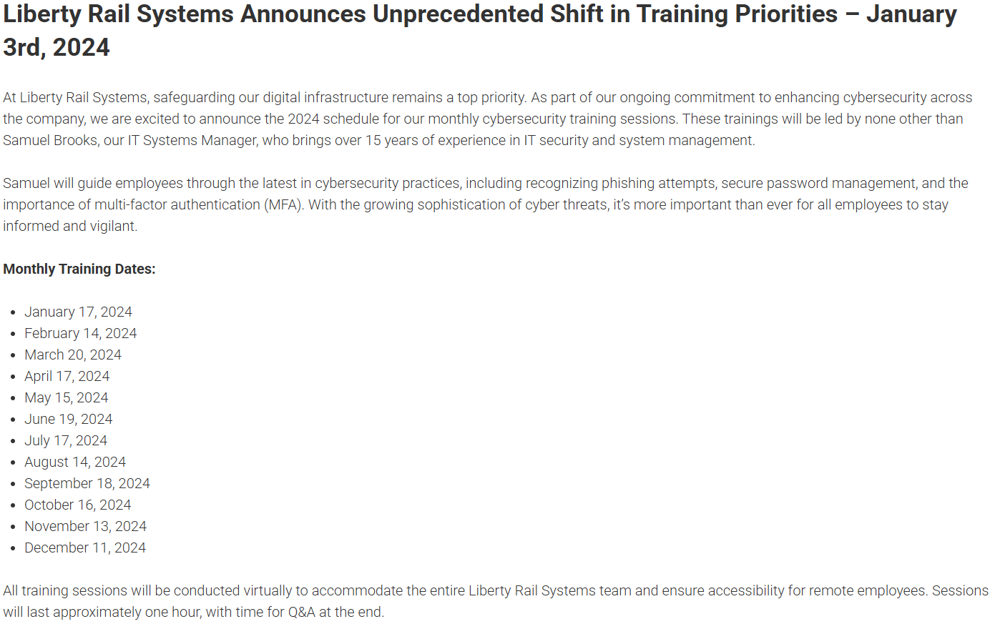 Liberty Rail Systems Announces Unprecedented Shift in Training Priorities – January
3rd, 2024
At Liberty Rail Systems, safeguarding our digital infrastructure remains a top priority. As part of our ongoing commitment to enhancing cybersecurity across
the company, we are excited to announce the 2024 schedule for our monthly cybersecurity training sessions. These trainings will be led by none other than
Samuel Brooks, our IT Systems Manager, who brings over 15 years of experience in IT security and system management.
Samuel will guide employees through the latest in cybersecurity practices, including recognizing phishing attempts, secure password management, and the
importance of multi-factor authentication (MFA). With the growing sophistication of cyber threats, it’s more important than ever for all employees to stay
informed and vigilant.
Monthly Training Dates:
• January 17, 2024
• February 14, 2024
• March 20, 2024
• April 17, 2024
• May 15, 2024
• June 19, 2024
• July 17, 2024
• August 14, 2024
• September 18, 2024
• October 16, 2024
• November 13, 2024
• December 11, 2024
All training sessions will be conducted virtually to accommodate the entire Liberty Rail Systems team and ensure accessibility for remote employees. Sessions
will last approximately one hour, with time for Q&A at the end.